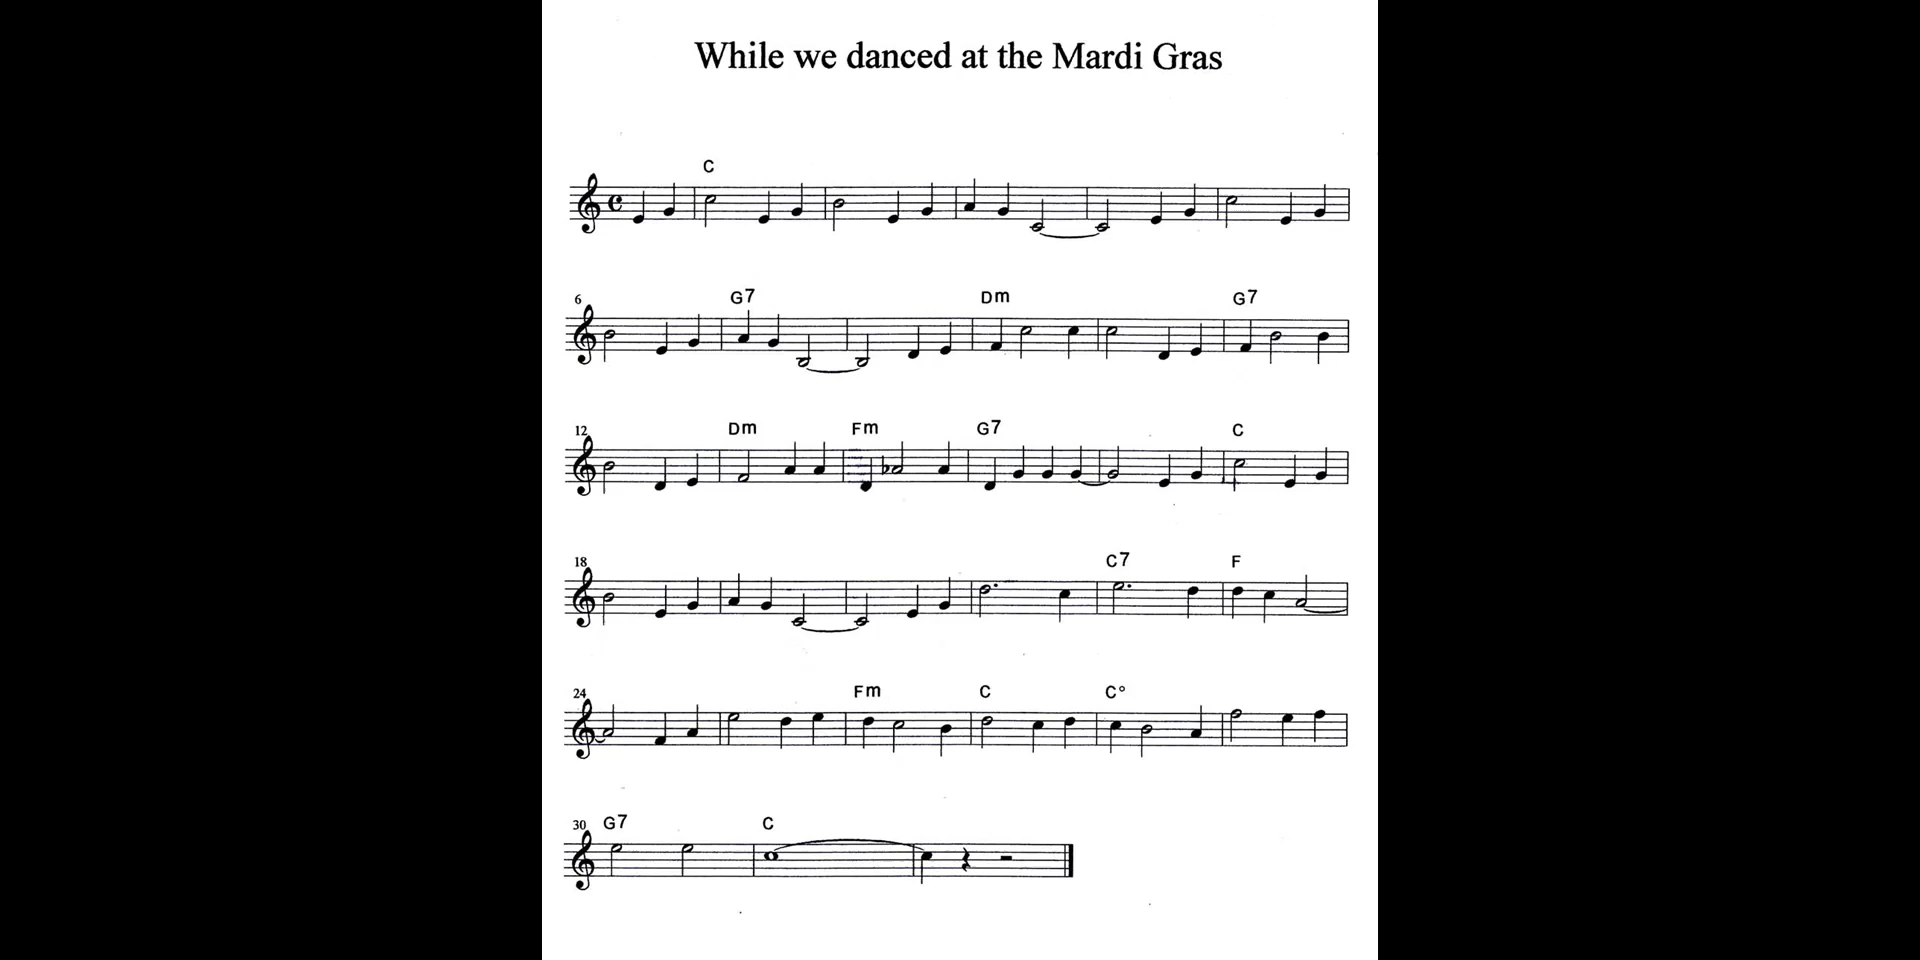 While we danced at the Mardi Gras
C
6 G7 Dm G7
12 Dm Fm G7 C
18 C7 F
24 Fm C C°
30 G7 C